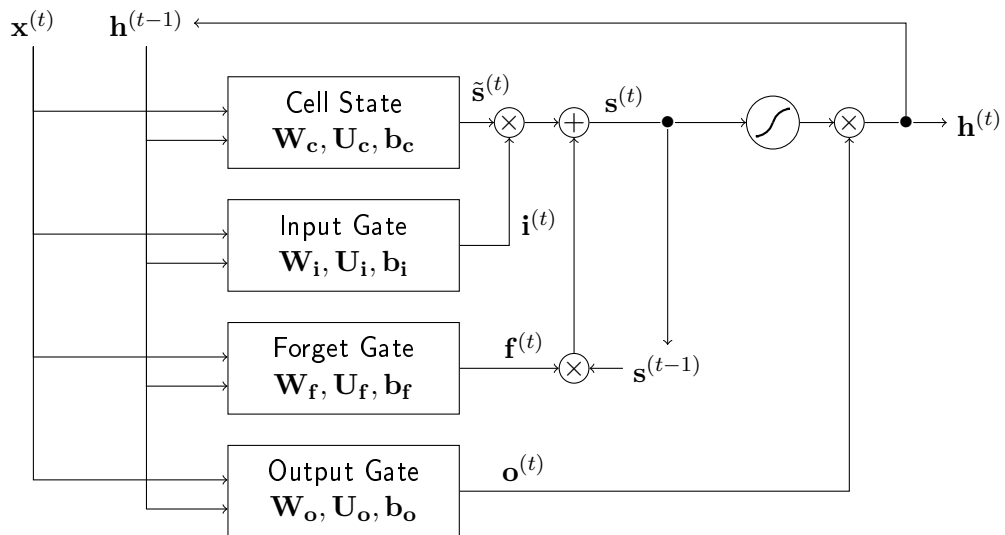 𝐱^{(t)} 𝐡^{(t−1)}
Cell State
𝐖_𝐜, 𝐔_𝐜, 𝐛_𝐜
𝐬̃^{(t)}
𝐬^{(t)}
𝐡^{(t)}
Input Gate
𝐖_𝐢, 𝐔_𝐢, 𝐛_𝐢
𝐢^{(t)}
Forget Gate
𝐖_𝐟, 𝐔_𝐟, 𝐛_𝐟
𝐟^{(t)}
𝐬^{(t−1)}
Output Gate
𝐖_𝐨, 𝐔_𝐨, 𝐛_𝐨
𝐨^{(t)}